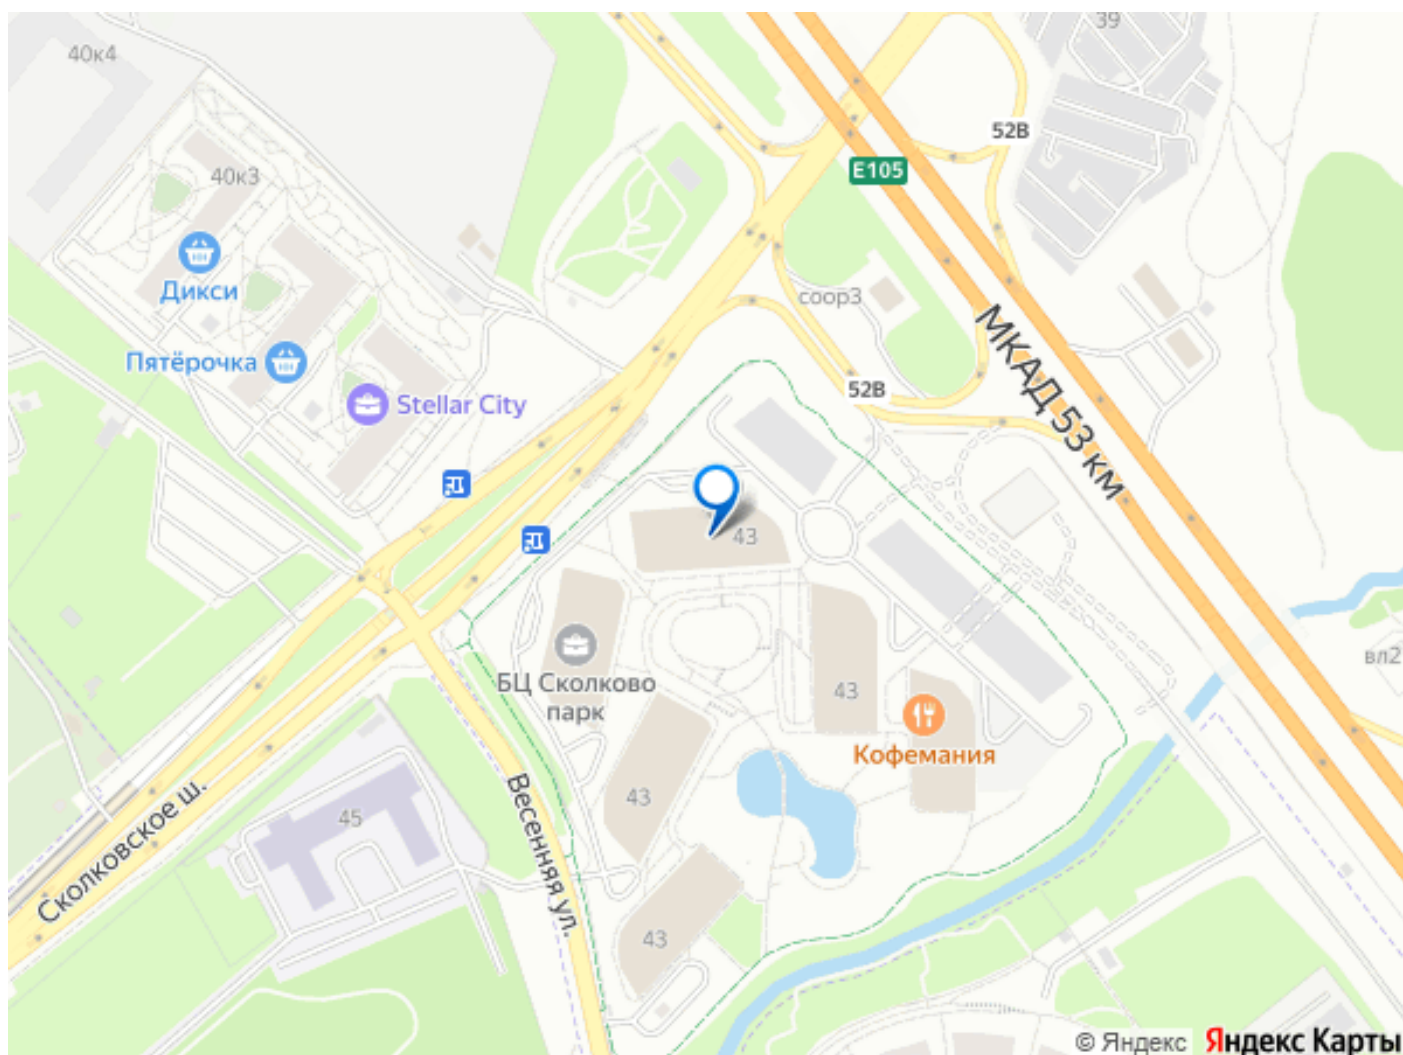 39
40к4
52В
Е105
40к3
Дикси
соор3
МКАД 53 км
Пятёрочка
52В
Stellar City
43
вл2
БЦ Сколково
парк
43
Кофемания
43
45
Весенняя ул.
Сколковское ш.
43
© Яндекс
Яндекс Карты